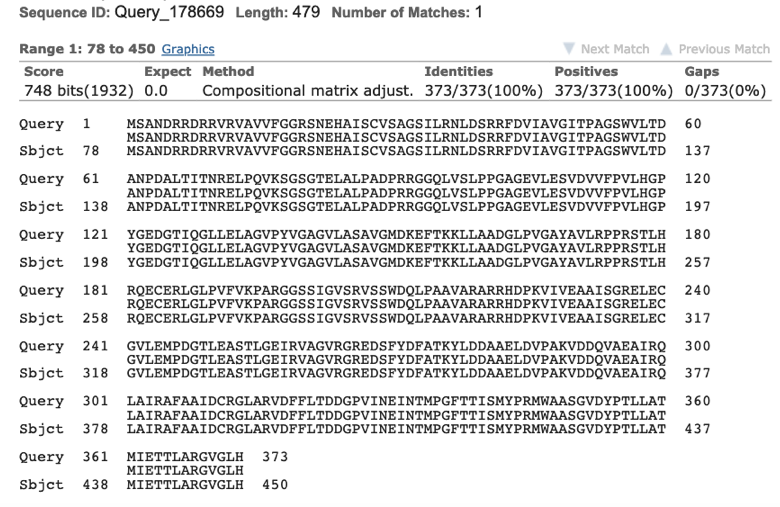 Sequence ID: Query_178669 Length: 479 Number of Matches: 1
Range 1: 78 to 450 Graphics ▼ Next Match ▲ Previous Match
Score Expect Method Identities Positives Gaps
748 bits(1932) 0.0 Compositional matrix adjust. 373/373(100%) 373/373(100%) 0/373(0%)
Query 1 MSANDRRDRRVRVAVVFGGRSNEHAISCVSAGSILRNLDSRRFDVIAVGITPAGSWVLTD 60
MSANDRRDRRVRVAVVFGGRSNEHAISCVSAGSILRNLDSRRFDVIAVGITPAGSWVLTD
Sbjct 78 MSANDRRDRRVRVAVVFGGRSNEHAISCVSAGSILRNLDSRRFDVIAVGITPAGSWVLTD 137
Query 61 ANPDALTITNRELPQVKSGSGTELALPADPRRGGQLVSLPPGAGEVLESVDVVFPVLHGP 120
ANPDALTITNRELPQVKSGSGTELALPADPRRGGQLVSLPPGAGEVLESVDVVFPVLHGP
Sbjct 138 ANPDALTITNRELPQVKSGSGTELALPADPRRGGQLVSLPPGAGEVLESVDVVFPVLHGP 197
Query 121 YGEDGTIQGLLELAGVPYVGAGVLASAVGMDKEFTKKLLAADGLPVGAYAVLRPPRSTLH 180
YGEDGTIQGLLELAGVPYVGAGVLASAVGMDKEFTKKLLAADGLPVGAYAVLRPPRSTLH
Sbjct 198 YGEDGTIQGLLELAGVPYVGAGVLASAVGMDKEFTKKLLAADGLPVGAYAVLRPPRSTLH 257
Query 181 RQECERLGLPVFVKPARGGSSIGVSRVSSWDQLPAAVARARRHDPKVIVEAAISGRELEC 240
RQECERLGLPVFVKPARGGSSIGVSRVSSWDQLPAAVARARRHDPKVIVEAAISGRELEC
Sbjct 258 RQECERLGLPVFVKPARGGSSIGVSRVSSWDQLPAAVARARRHDPKVIVEAAISGRELEC 317
Query 241 GVLEMPDGTLEASTLGEIRVAGVRGREDSFYDFATKYLDDAAELDVPAKVDDQVAEAIRQ 300
GVLEMPDGTLEASTLGEIRVAGVRGREDSFYDFATKYLDDAAELDVPAKVDDQVAEAIRQ
Sbjct 318 GVLEMPDGTLEASTLGEIRVAGVRGREDSFYDFATKYLDDAAELDVPAKVDDQVAEAIRQ 377
Query 301 LAIRAFAAIDCRGLARVDFFLTDDGPVINEINTMPGFTTISMYPRMWAASGVDYPTLLAT 360
LAIRAFAAIDCRGLARVDFFLTDDGPVINEINTMPGFTTISMYPRMWAASGVDYPTLLAT
Sbjct 378 LAIRAFAAIDCRGLARVDFFLTDDGPVINEINTMPGFTTISMYPRMWAASGVDYPTLLAT 437
Query 361 MIETTLARGVGLH 373
MIETTLARGVGLH
Sbjct 438 MIETTLARGVGLH 450